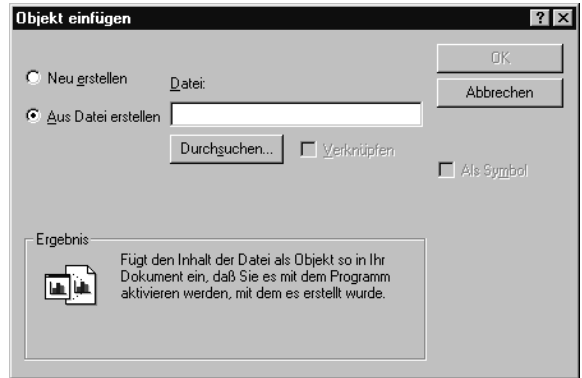 Objekt einfügen
OK
Neu erstellen
Datei:
Abbrechen
Aus Datei erstellen
Durchsuchen...
Verknüpfen
Als Symbol
Ergebnis
Fügt den Inhalt der Datei als Objekt so in Ihr
Dokument ein, daß Sie es mit dem Programm
aktivieren werden, mit dem es erstellt wurde.